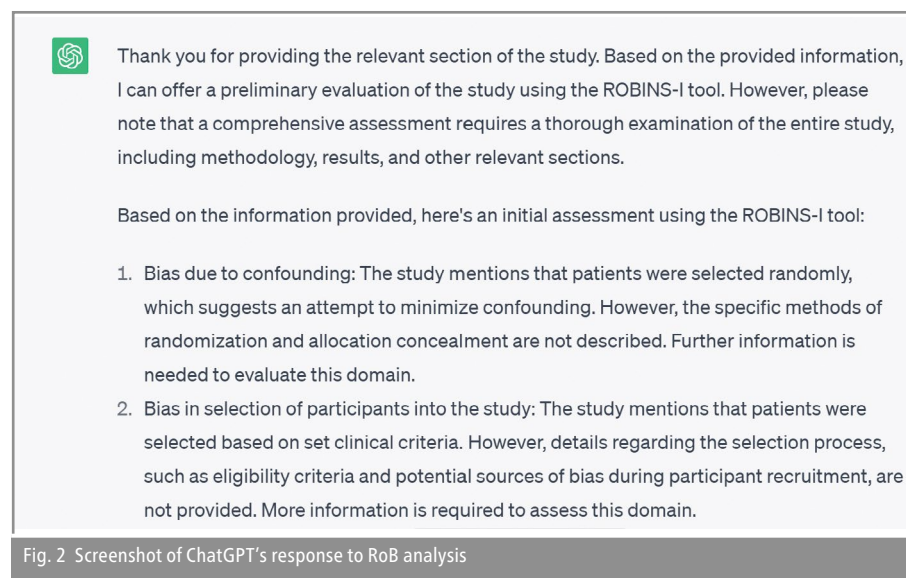 Thank you for providing the relevant section of the study. Based on the provided information,
I can offer a preliminary evaluation of the study using the ROBINS-I tool. However, please
note that a comprehensive assessment requires a thorough examination of the entire study,
including methodology, results, and other relevant sections.
Based on the information provided, here's an initial assessment using the ROBINS-I tool:
1. Bias due to confounding: The study mentions that patients were selected randomly,
which suggests an attempt to minimize confounding. However, the specific methods of
randomization and allocation concealment are not described. Further information is
needed to evaluate this domain.
2. Bias in selection of participants into the study: The study mentions that patients were
selected based on set clinical criteria. However, details regarding the selection process,
such as eligibility criteria and potential sources of bias during participant recruitment, are
not provided. More information is required to assess this domain.
Fig. 2 Screenshot of ChatGPT's response to RoB analysis